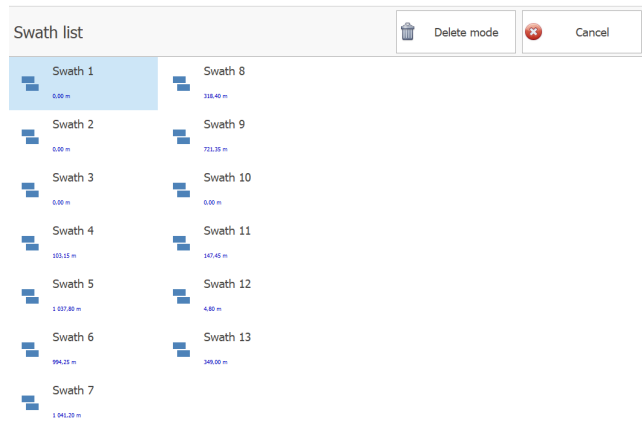 Swath list
Delete mode
Cancel
Swath 1
0,00 m
Swath 2
0,00 m
Swath 3
0,00 m
Swath 4
103,15 m
Swath 5
1 037,80 m
Swath 6
994,25 m
Swath 7
1 041,20 m
Swath 8
318,40 m
Swath 9
721,35 m
Swath 10
0,00 m
Swath 11
147,45 m
Swath 12
4,80 m
Swath 13
349,00 m